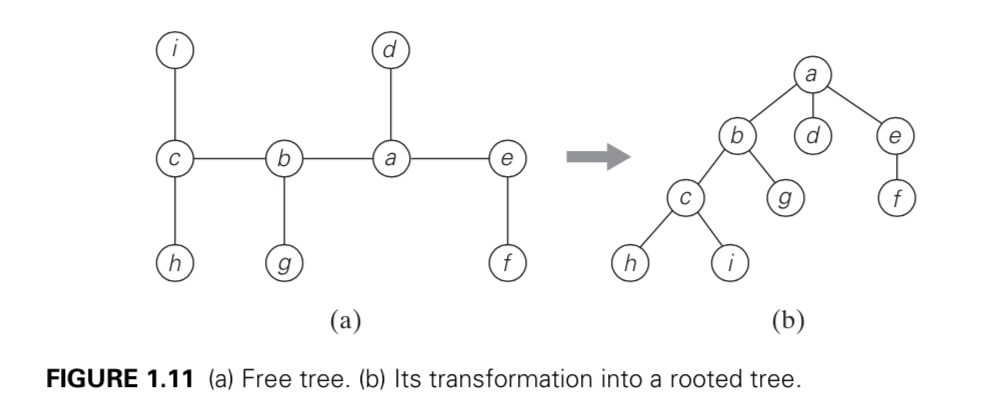 i d
a
c b a e
b d e
c g f
h g f
h i
(a) (b)
FIGURE 1.11 (a) Free tree. (b) Its transformation into a rooted tree.